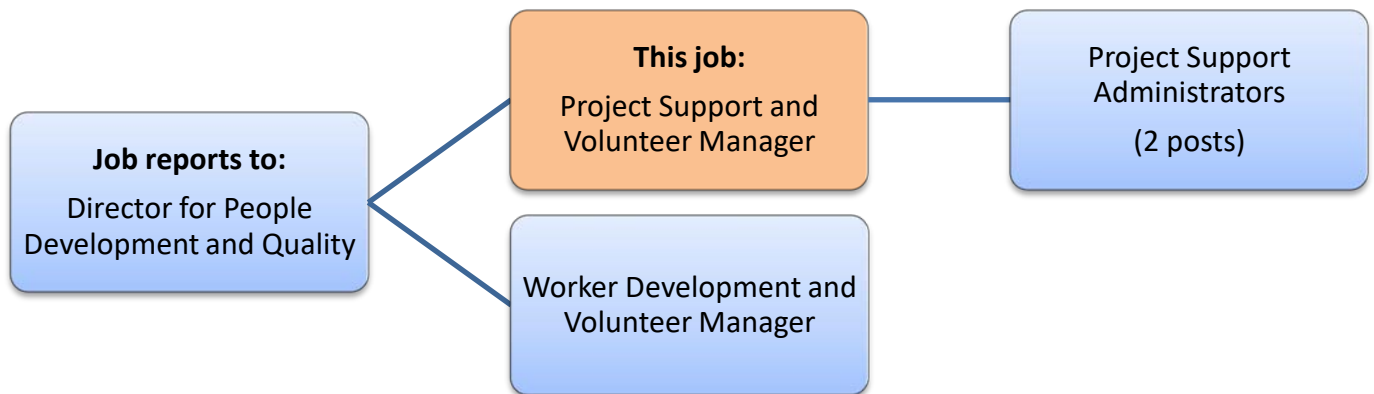 Job reports to:
Director for People
Development and Quality
This job:
Project Support and
Volunteer Manager
Worker Development and
Volunteer Manager
Project Support
Administrators
(2 posts)